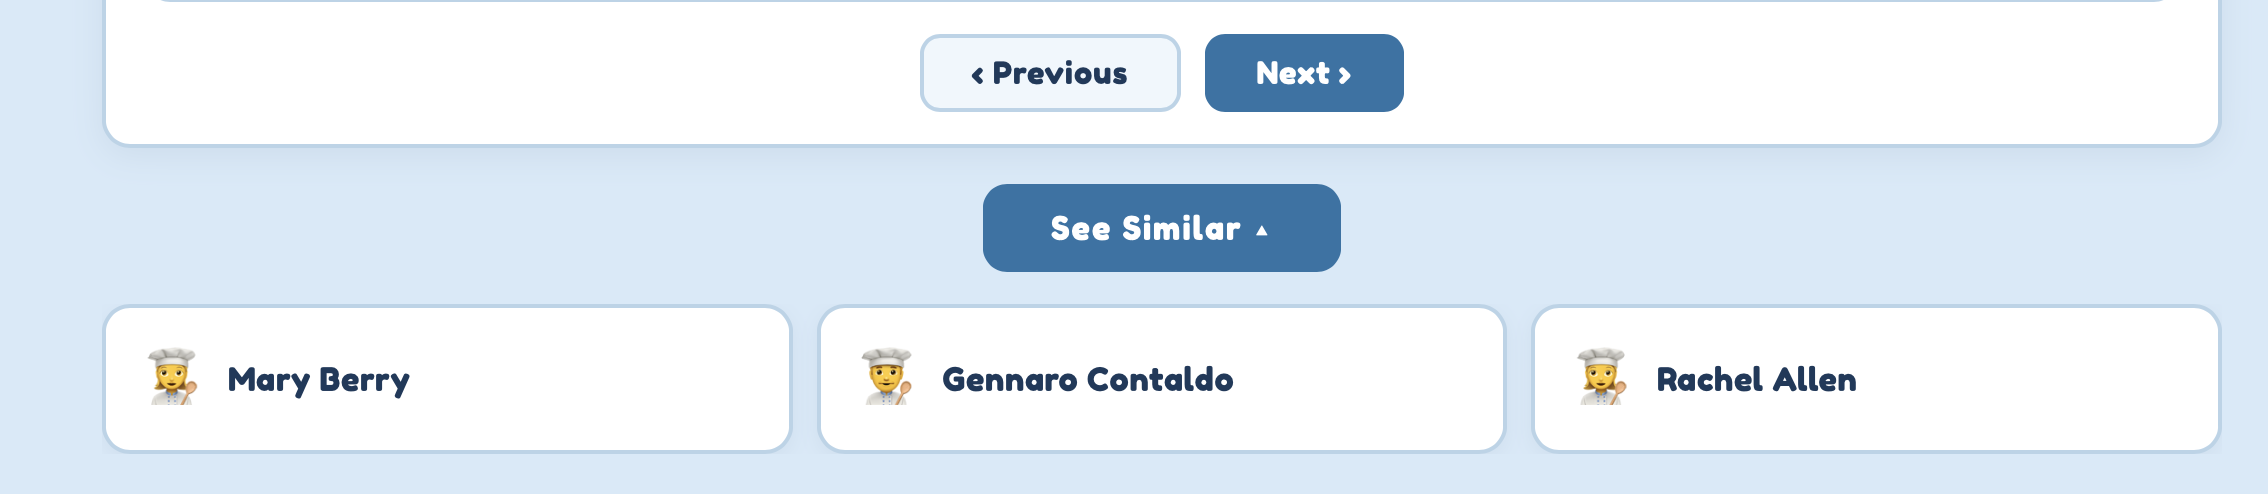 ‹ Previous
Next ›
See Similar ▲
Mary Berry
Gennaro Contaldo
Rachel Allen